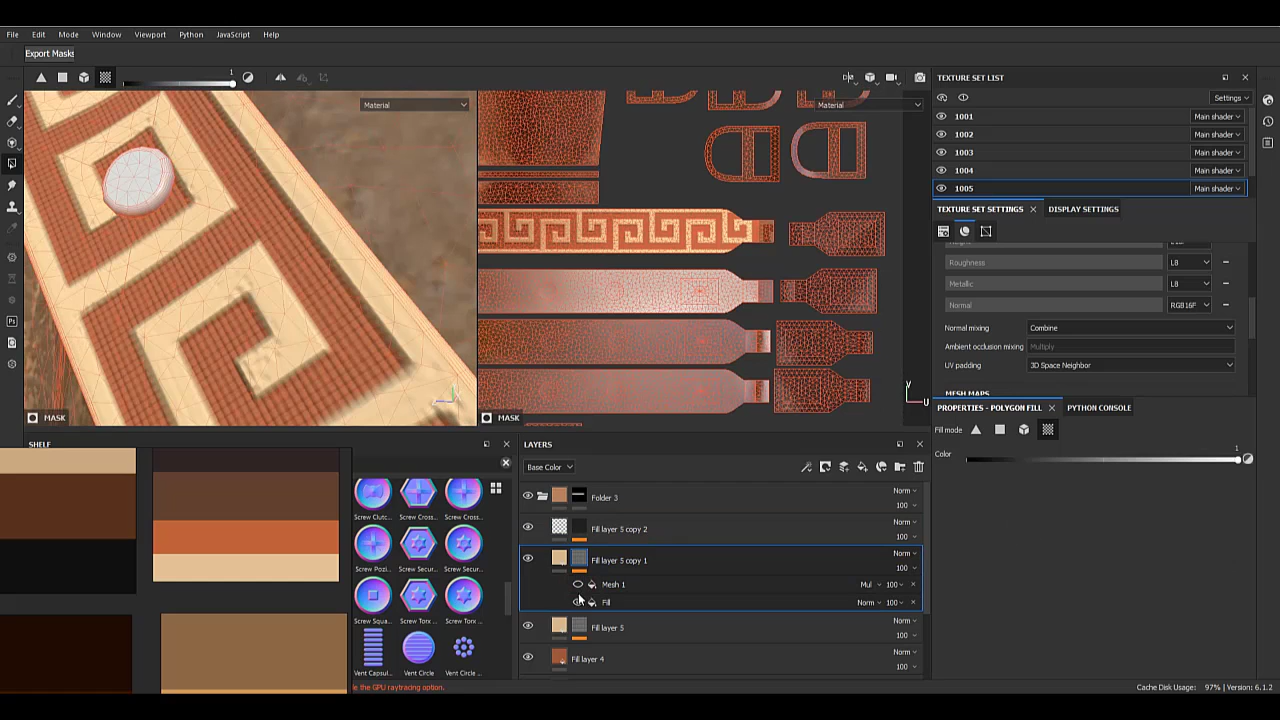 File Edit Mode Window Viewport Python JavaScript Help
Export Masks
1
Material
Material
MASK
MASK
TEXTURE SET LIST
Settings
1001 Main shader
1002 Main shader
1003 Main shader
1004 Main shader
1005 Main shader
TEXTURE SET SETTINGS DISPLAY SETTINGS
Roughness L8
Metallic L8
Normal RGB16F
Normal mixing Combine
Ambient occlusion mixing Multiply
UV padding 3D Space Neighbor
MESH MAPS
PROPERTIES - POLYGON FILL PYTHON CONSOLE
Fill mode
Color 1
SHELF
Screw Clutc... Screw Cross... Screw Cross...
Screw Pozi... Screw Secur... Screw Secur...
Screw Squa... Screw Torx ... Screw Torx ...
Vent Capsul... Vent Circle Vent Circle ...
LAYERS
Base Color
Folder 3 Norm 100
Fill layer 5 copy 2 Norm 100
Fill layer 5 copy 1 Norm 100
Mesh 1 Mul 100
Fill Norm 100
Fill layer 5 Norm 100
Fill layer 4 Norm 100
le the GPU raytracing option.
Cache Disk Usage: 97% | Version: 6.1.2
Y
U